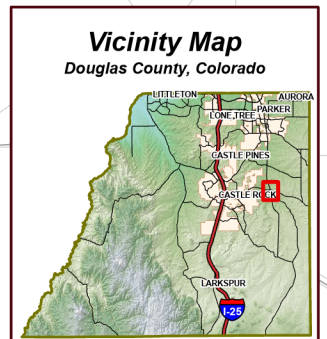 Vicinity Map
Douglas County, Colorado
LITTLETON
AURORA
PARKER
LONE TREE
CASTLE PINES
CASTLE ROCK
LARKSPUR
I-25